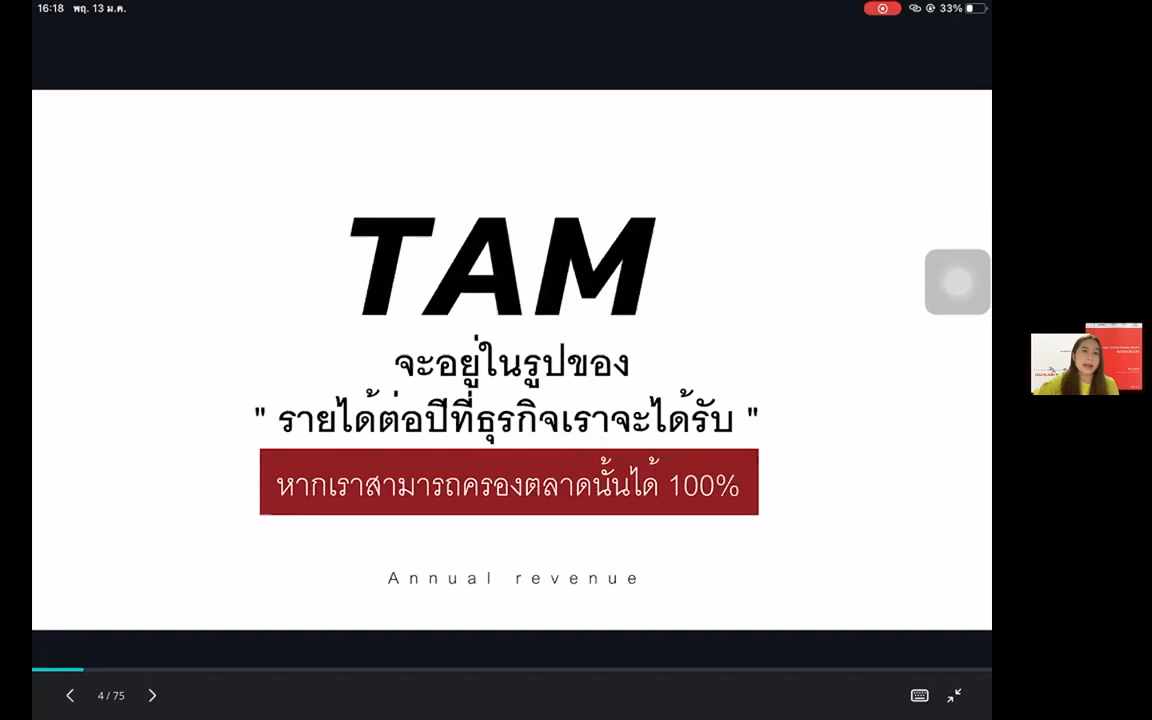 16:18 พฤ. 13 ม.ค.
33%
TAM
จะอยู่ในรูปของ
" รายได้ต่อปีที่ธุรกิจเราจะได้รับ "
หากเราสามารถครองตลาดนั้นได้ 100%
Annual revenue
4 / 75